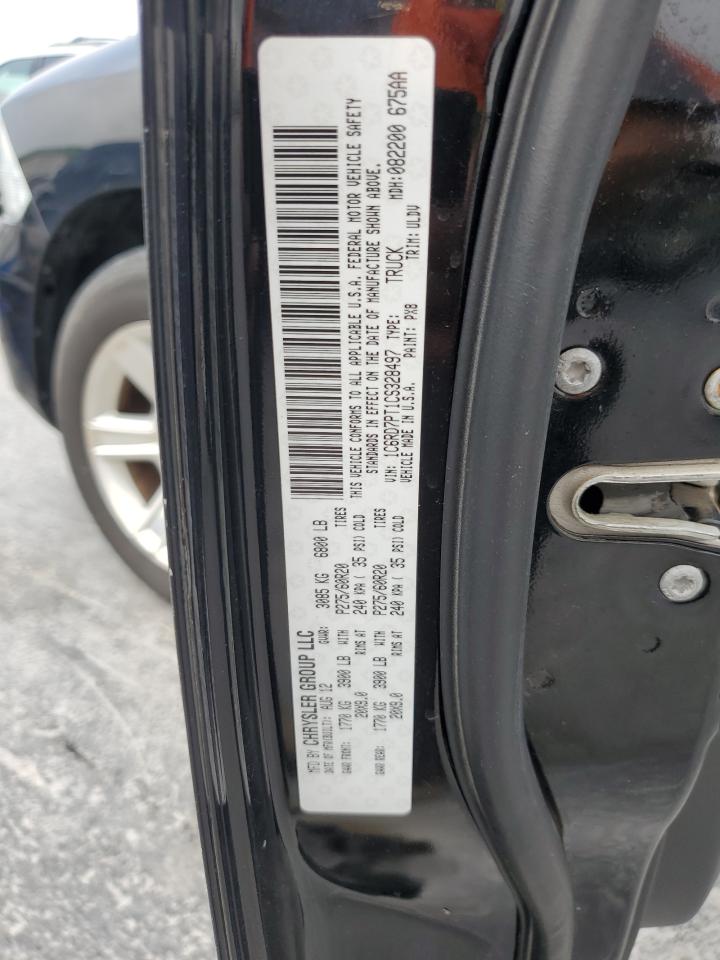 MFD BY CHRYSLER GROUP LLC
DATE OF MFR(BUILT): AUG 12 GVWR: 3085 KG 6800 LB
GAWR FRONT: 1770 KG 3900 LB WITH P275/60R20 TIRES
20X9.0 RIMS AT 240 KPA ( 35 PSI) COLD
GAWR REAR: 1770 KG 3900 LB WITH P275/60R20 TIRES
20X9.0 RIMS AT 240 KPA ( 35 PSI) COLD
THIS VEHICLE CONFORMS TO ALL APPLICABLE U.S.A. FEDERAL MOTOR VEHICLE SAFETY
STANDARDS IN EFFECT ON THE DATE OF MANUFACTURE SHOWN ABOVE.
VIN: 1C6RD7PT1CS328497 TYPE: TRUCK MDH:082200 675AA
VEHICLE MADE IN U.S.A. PAINT: PX8 TRIM: ULDV